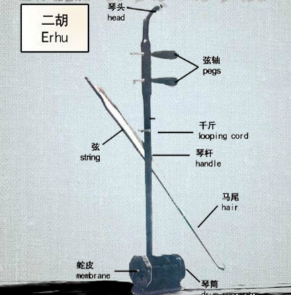 二胡
Erhu
琴头
head
弦轴
pegs
千斤
looping cord
弦
string
琴杆
handle
马尾
hair
蛇皮
membrane
琴筒